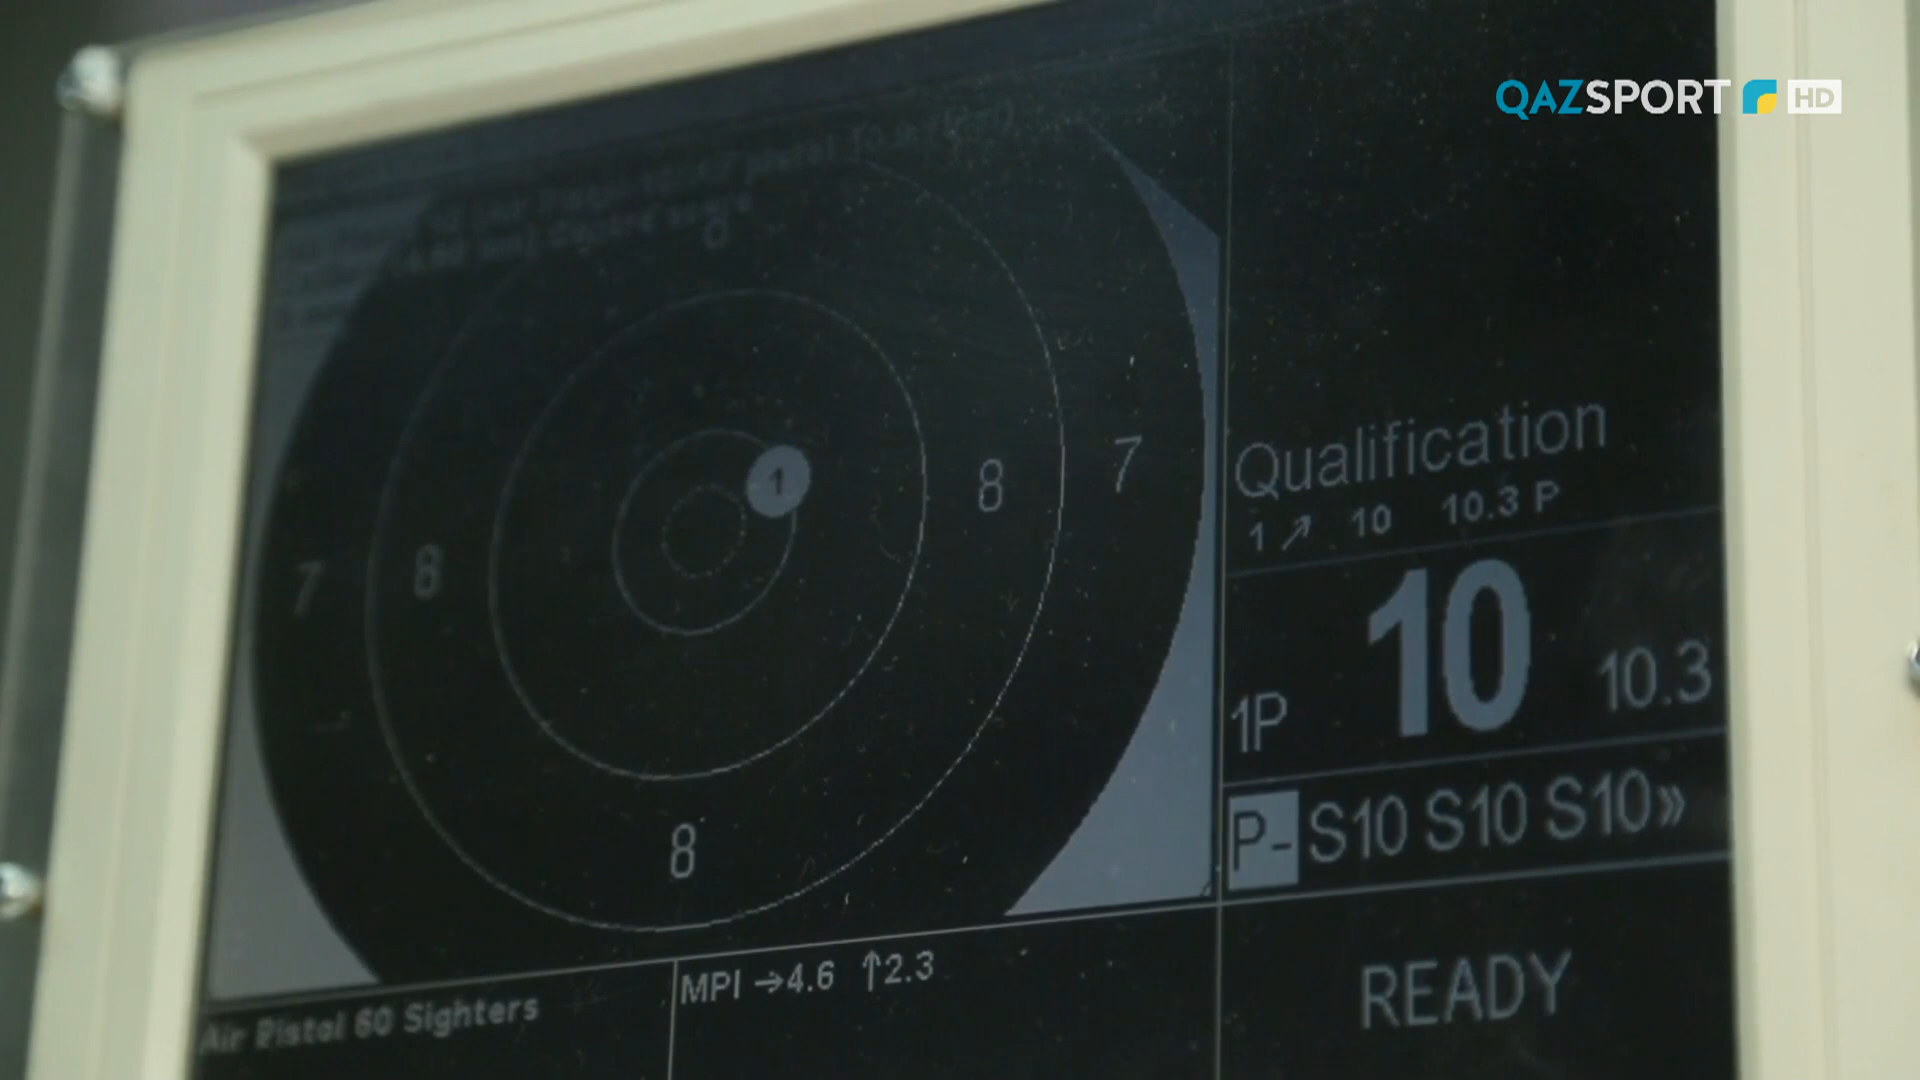 QAZSPORT HD
7 8 1 8 7
8
Qualification
1 ↗ 10 10.3 P
1P 10 10.3
P- S10 S10 S10»
MPI →4.6 ↑2.3
READY
Air Pistol 60 Sighters